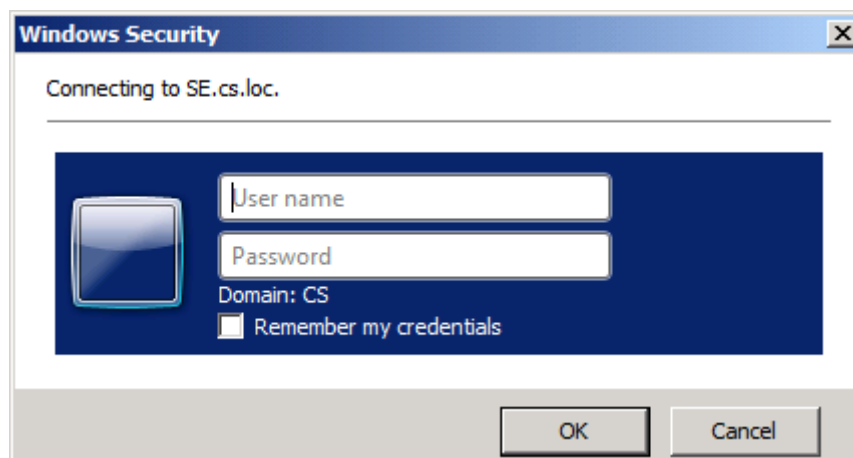 Windows Security
Connecting to SE.cs.loc.
User name
Password
Domain: CS
Remember my credentials
OK Cancel